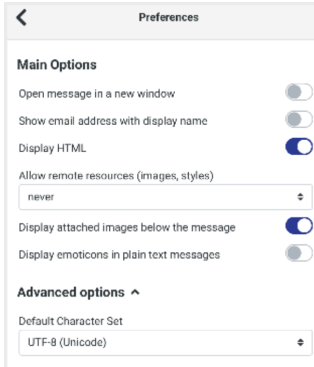 Preferences
Main Options
Open message in a new window
Show email address with display name
Display HTML
Allow remote resources (images, styles)
never
Display attached images below the message
Display emoticons in plain text messages
Advanced options
Default Character Set
UTF-8 (Unicode)